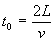 t₀ = 2L / v